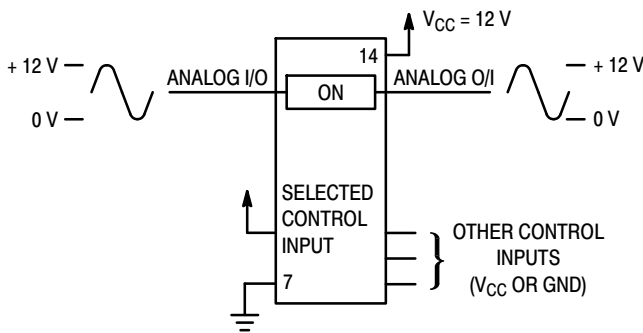 V_CC = 12 V
14
+ 12 V
ANALOG I/O
ON
ANALOG O/I
+ 12 V
0 V
0 V
SELECTED
CONTROL
INPUT
OTHER CONTROL
INPUTS
(V_CC OR GND)
7